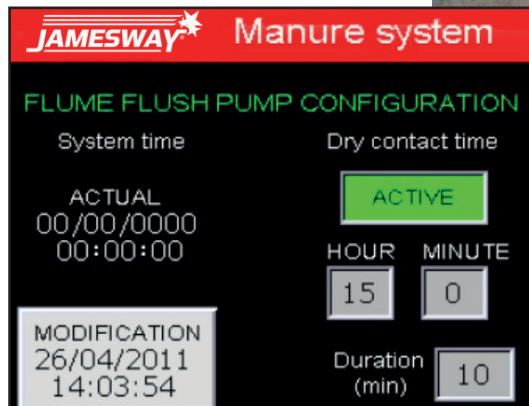 JAMESWAY Manure system
FLUME FLUSH PUMP CONFIGURATION
System time
ACTUAL
00/00/0000
00:00:00
MODIFICATION
26/04/2011
14:03:54
Dry contact time
ACTIVE
HOUR MINUTE
15 0
Duration
(min) 10